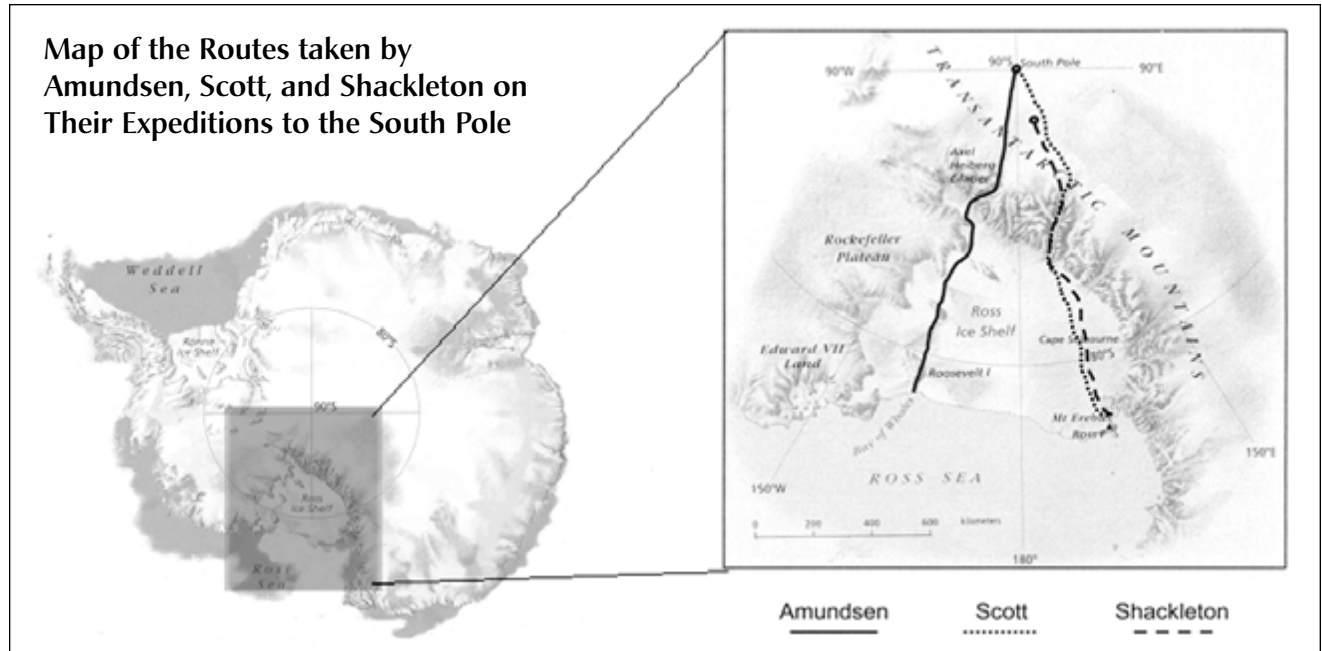 Map of the Routes taken by
Amundsen, Scott, and Shackleton on
Their Expeditions to the South Pole
Weddell
Sea
Ronne
Ice Shelf
80°S
90°S
Ross
Ice Shelf
Ross
Sea
90°W
90°S
South Pole
90°E
TRANSANTARCTIC MOUNTAINS
Axel
Heiberg
Glacier
Rockefeller
Plateau
Ross
Ice Shelf
Edward VII
Land
Cape Selbourne
80°S
Roosevelt I
Bay of Whales
Mt Erebus
Ross I
ROSS SEA
150°W
150°E
0 200 400 600 kilometers
180°
Amundsen
Scott
Shackleton